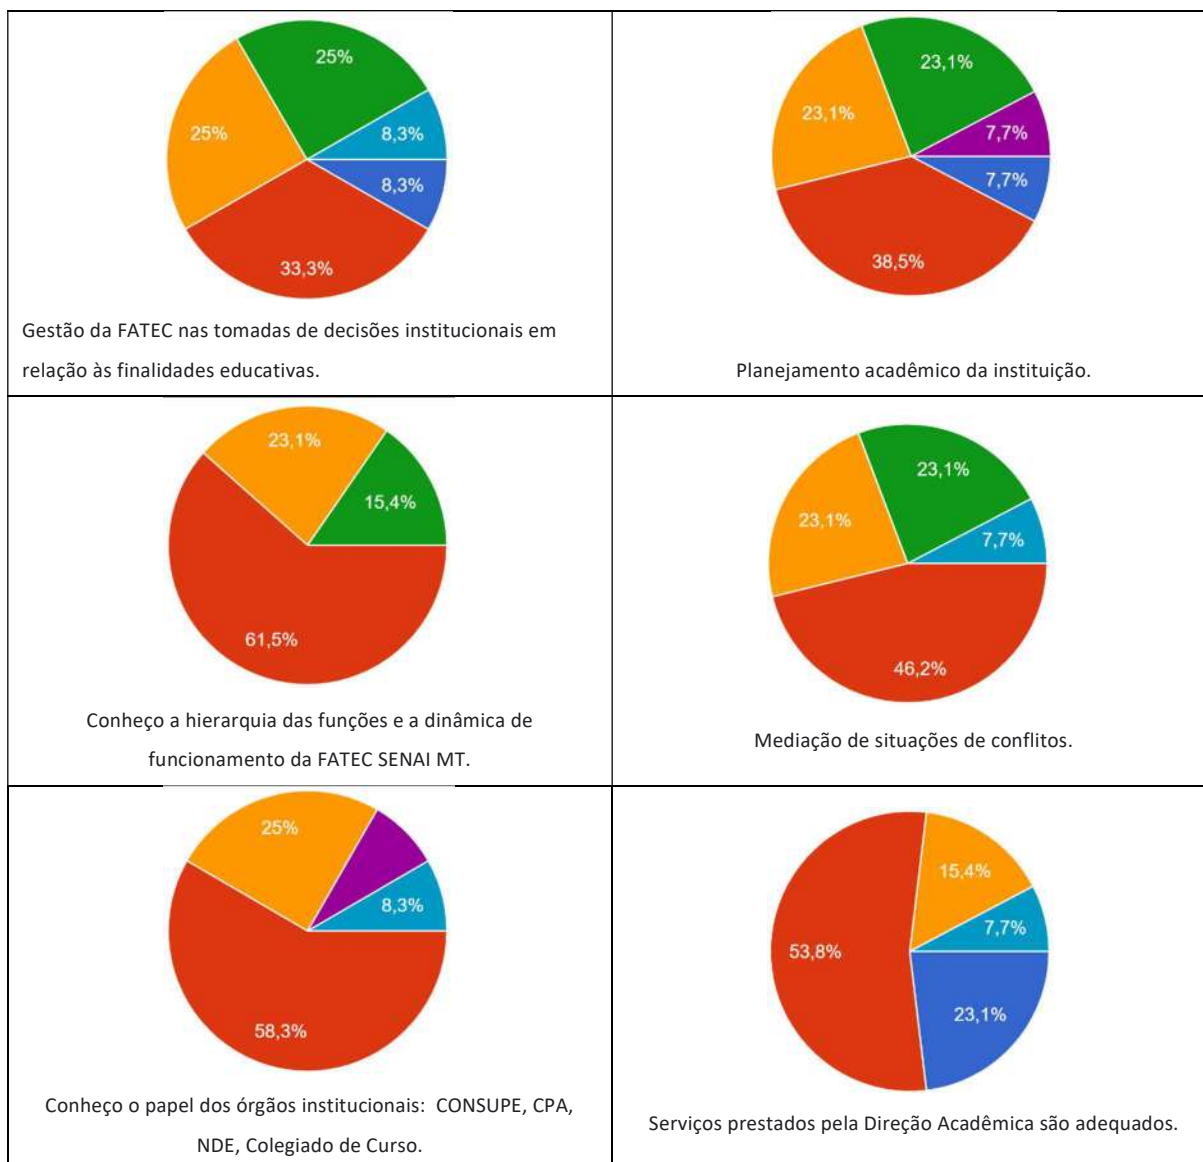 25%
25%
8,3%
8,3%
33,3%
Gestão da FATEC nas tomadas de decisões institucionais em
relação às finalidades educativas.
23,1%
23,1%
7,7%
7,7%
38,5%
Planejamento acadêmico da instituição.
23,1%
15,4%
61,5%
Conheço a hierarquia das funções e a dinâmica de
funcionamento da FATEC SENAI MT.
23,1%
23,1%
7,7%
46,2%
Mediação de situações de conflitos.
25%
8,3%
58,3%
Conheço o papel dos órgãos institucionais: CONSUPE, CPA,
NDE, Colegiado de Curso.
15,4%
7,7%
53,8%
23,1%
Serviços prestados pela Direção Acadêmica são adequados.